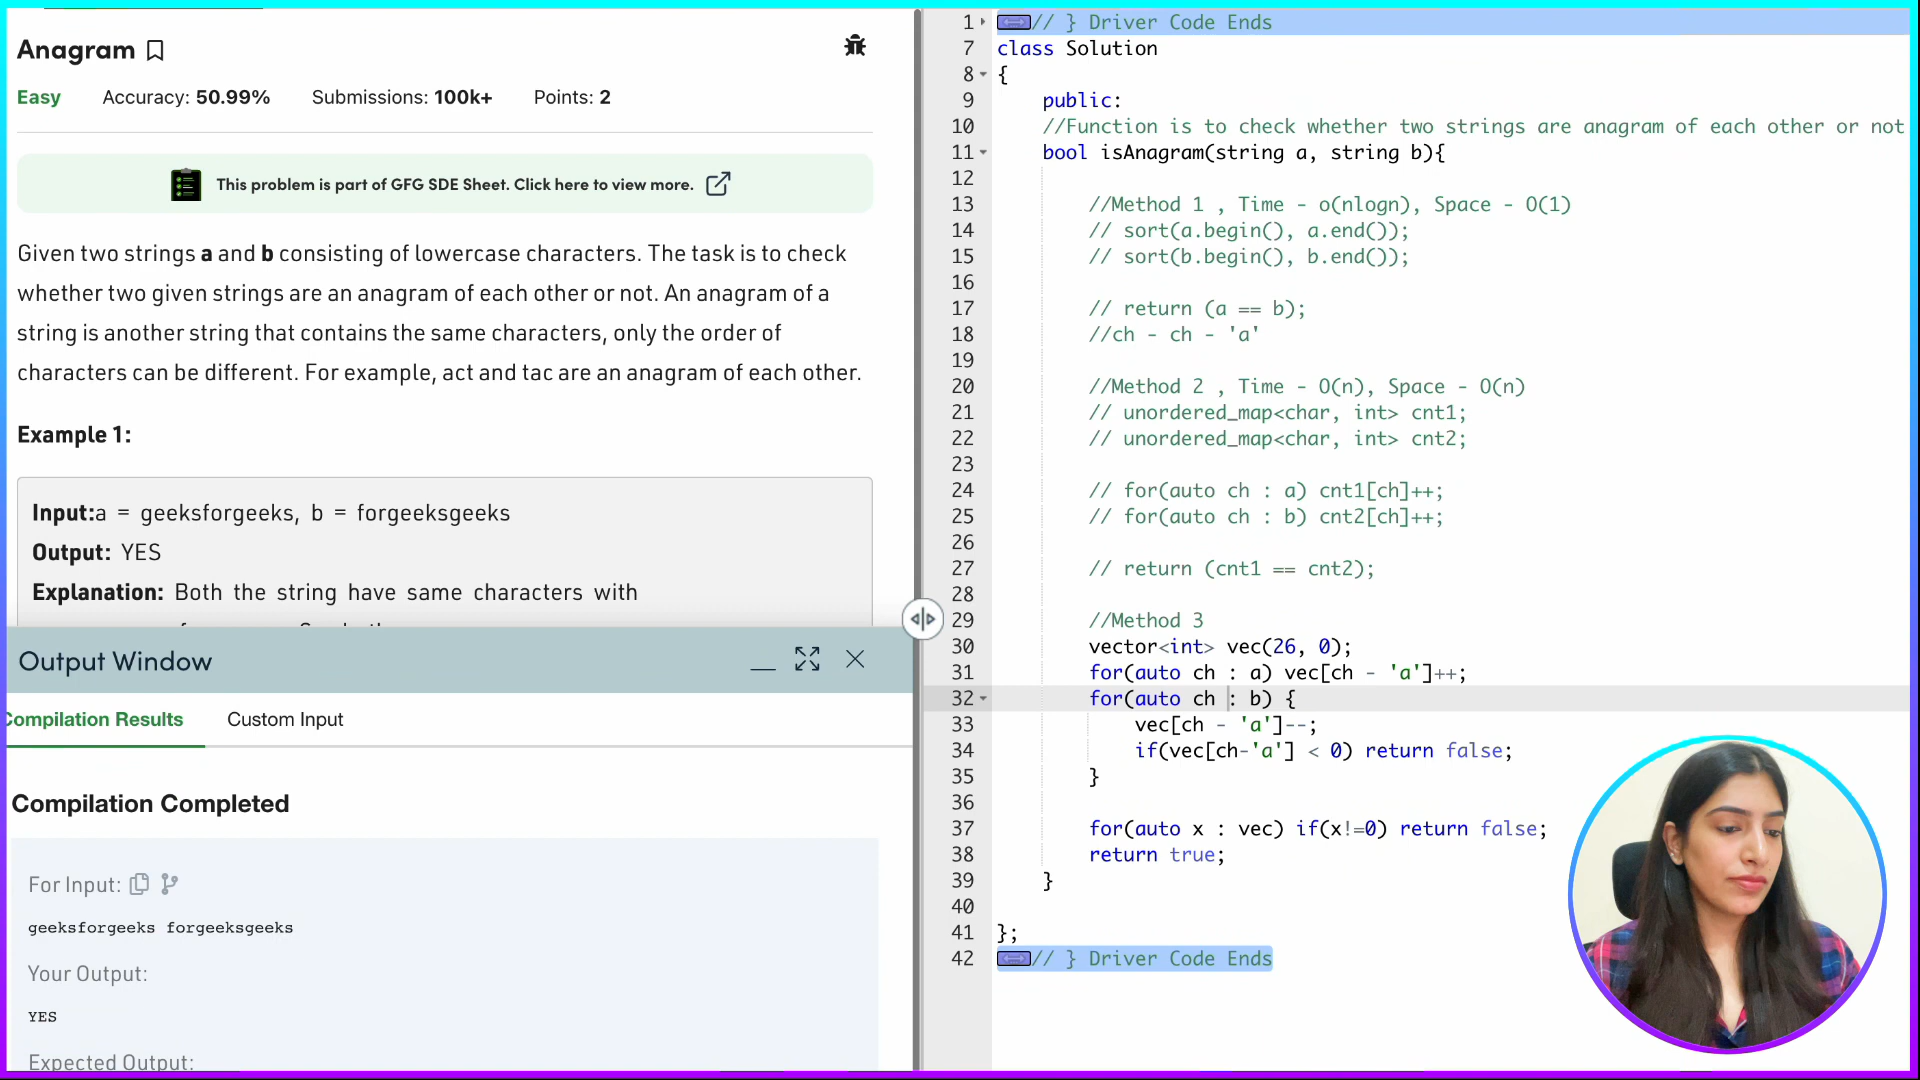 Anagram
Easy Accuracy: 50.99% Submissions: 100k+ Points: 2
This problem is part of GFG SDE Sheet. Click here to view more.
Given two strings a and b consisting of lowercase characters. The task is to check
whether two given strings are an anagram of each other or not. An anagram of a
string is another string that contains the same characters, only the order of
characters can be different. For example, act and tac are an anagram of each other.
Example 1:
Input:a = geeksforgeeks, b = forgeeksgeeks
Output: YES
Explanation: Both the string have same characters with
Output Window
Compilation Results Custom Input
Compilation Completed
For Input:
geeksforgeeks forgeeksgeeks
Your Output:
YES
Expected Output:
1 // } Driver Code Ends
7 class Solution
8 {
9 public:
10 //Function is to check whether two strings are anagram of each other or not
11 bool isAnagram(string a, string b){
12
13 //Method 1 , Time - o(nlogn), Space - O(1)
14 // sort(a.begin(), a.end());
15 // sort(b.begin(), b.end());
16
17 // return (a == b);
18 //ch - ch - 'a'
19
20 //Method 2 , Time - O(n), Space - O(n)
21 // unordered_map<char, int> cnt1;
22 // unordered_map<char, int> cnt2;
23
24 // for(auto ch : a) cnt1[ch]++;
25 // for(auto ch : b) cnt2[ch]++;
26
27 // return (cnt1 == cnt2);
28
29 //Method 3
30 vector<int> vec(26, 0);
31 for(auto ch : a) vec[ch - 'a']++;
32 for(auto ch : b) {
33 vec[ch - 'a']--;
34 if(vec[ch-'a'] < 0) return false;
35 }
36
37 for(auto x : vec) if(x!=0) return false;
38 return true;
39 }
40
41 };
42 // } Driver Code Ends